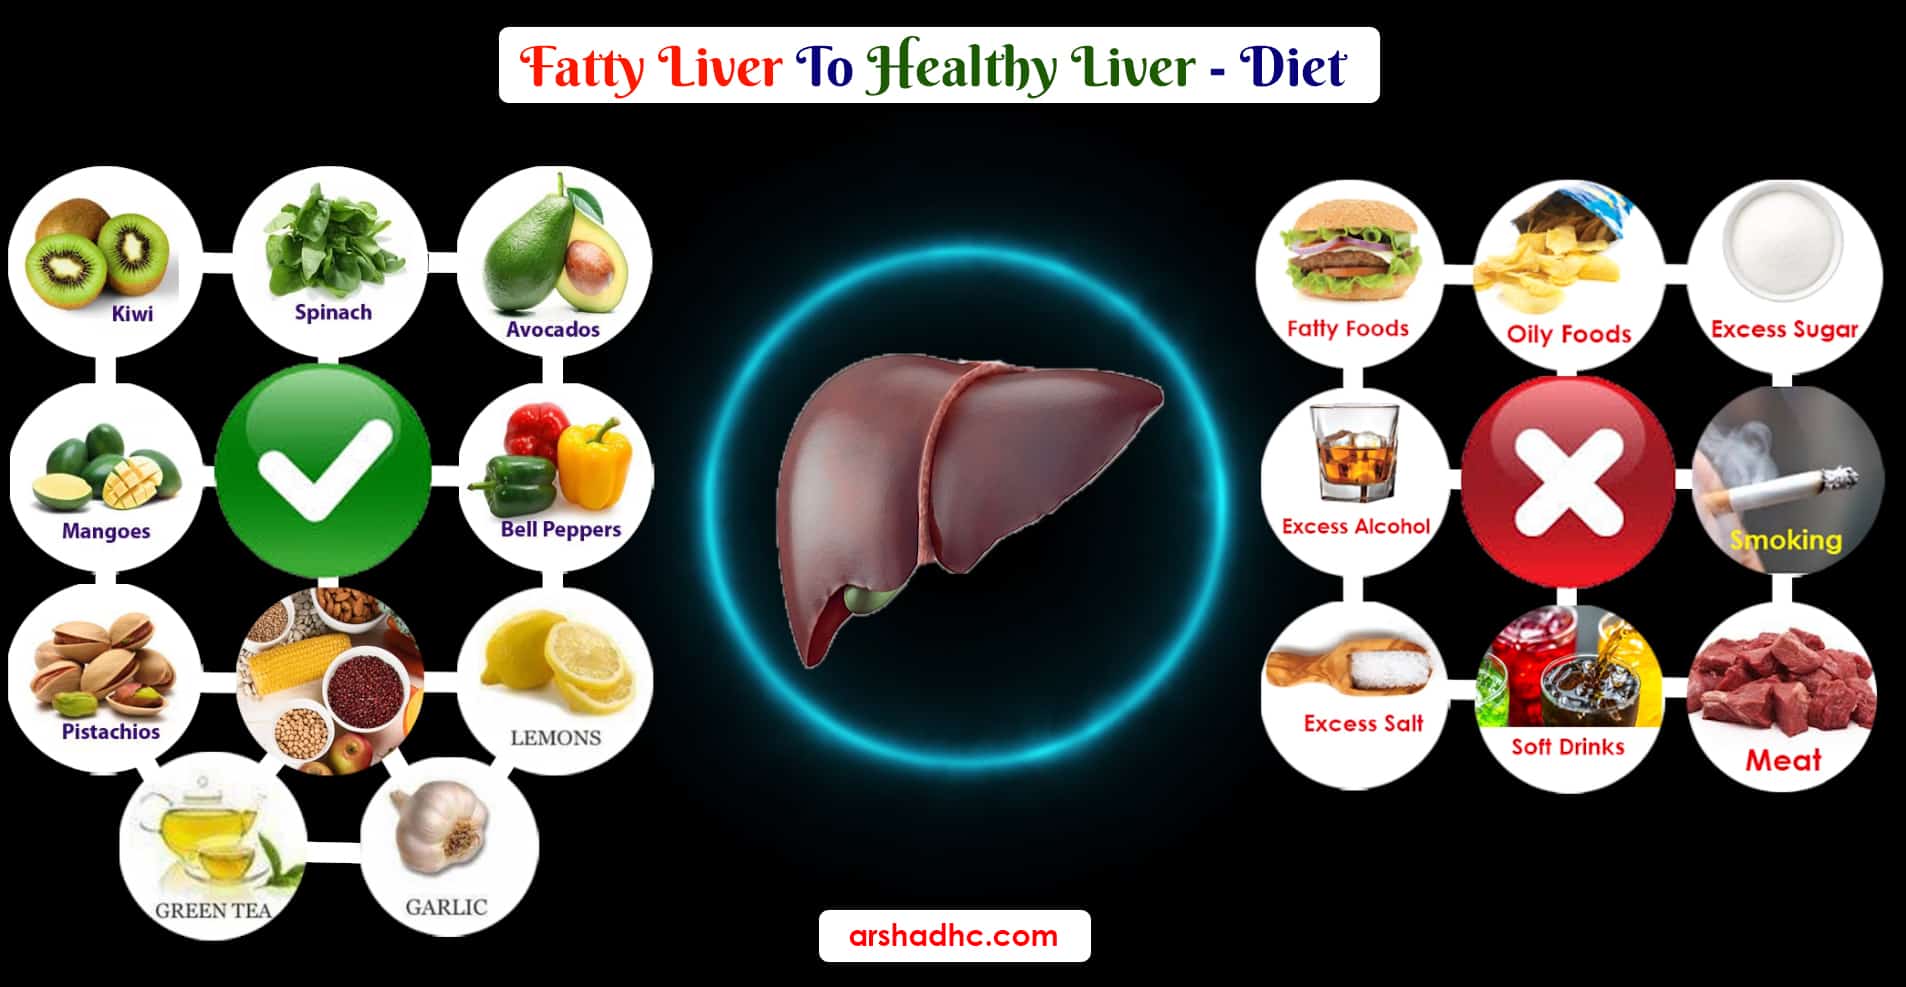 Fatty Liver To Healthy Liver - Diet
Kiwi
Spinach
Avocados
Mangoes
Bell Peppers
Pistachios
LEMONS
GREEN TEA
GARLIC
Fatty Foods
Oily Foods
Excess Sugar
Excess Alcohol
Smoking
Excess Salt
Soft Drinks
Meat
arshadhc.com